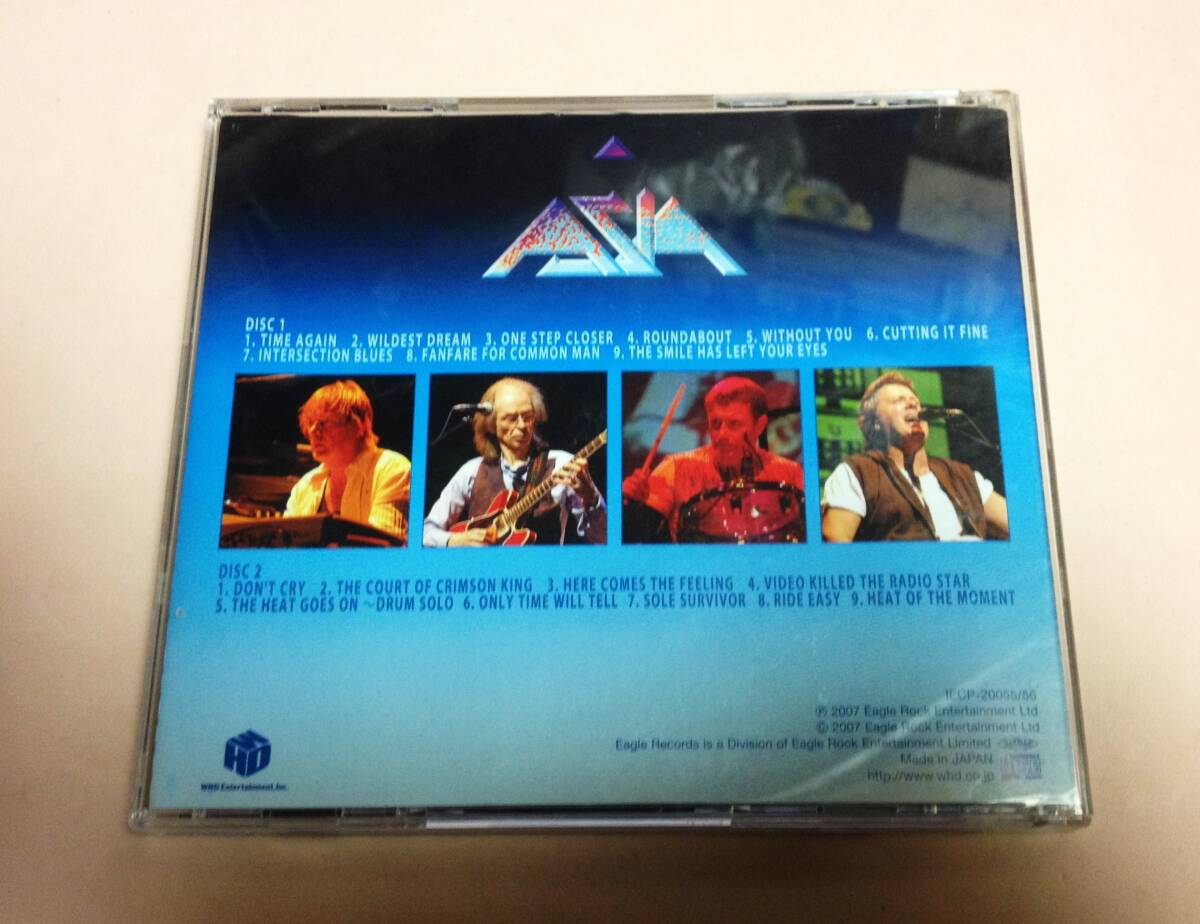 ASIA
DISC 1
1. TIME AGAIN 2. WILDEST DREAM 3. ONE STEP CLOSER 4. ROUNDABOUT 5. WITHOUT YOU 6. CUTTING IT FINE
7. INTERSECTION BLUES 8. FANFARE FOR COMMON MAN 9. THE SMILE HAS LEFT YOUR EYES
DISC 2
1. DON'T CRY 2. THE COURT OF CRIMSON KING 3. HERE COMES THE FEELING 4. VIDEO KILLED THE RADIO STAR
5. THE HEAT GOES ON ~DRUM SOLO 6. ONLY TIME WILL TELL 7. SOLE SURVIVOR 8. RIDE EASY 9. HEAT OF THE MOMENT
IECP-20055/56
℗ 2007 Eagle Rock Entertainment Ltd
© 2007 Eagle Rock Entertainment Ltd
Eagle Records is a Division of Eagle Rock Entertainment Limited
Made in JAPAN
http://www.whd.co.jp
WHD
WHD Entertainment, Inc.